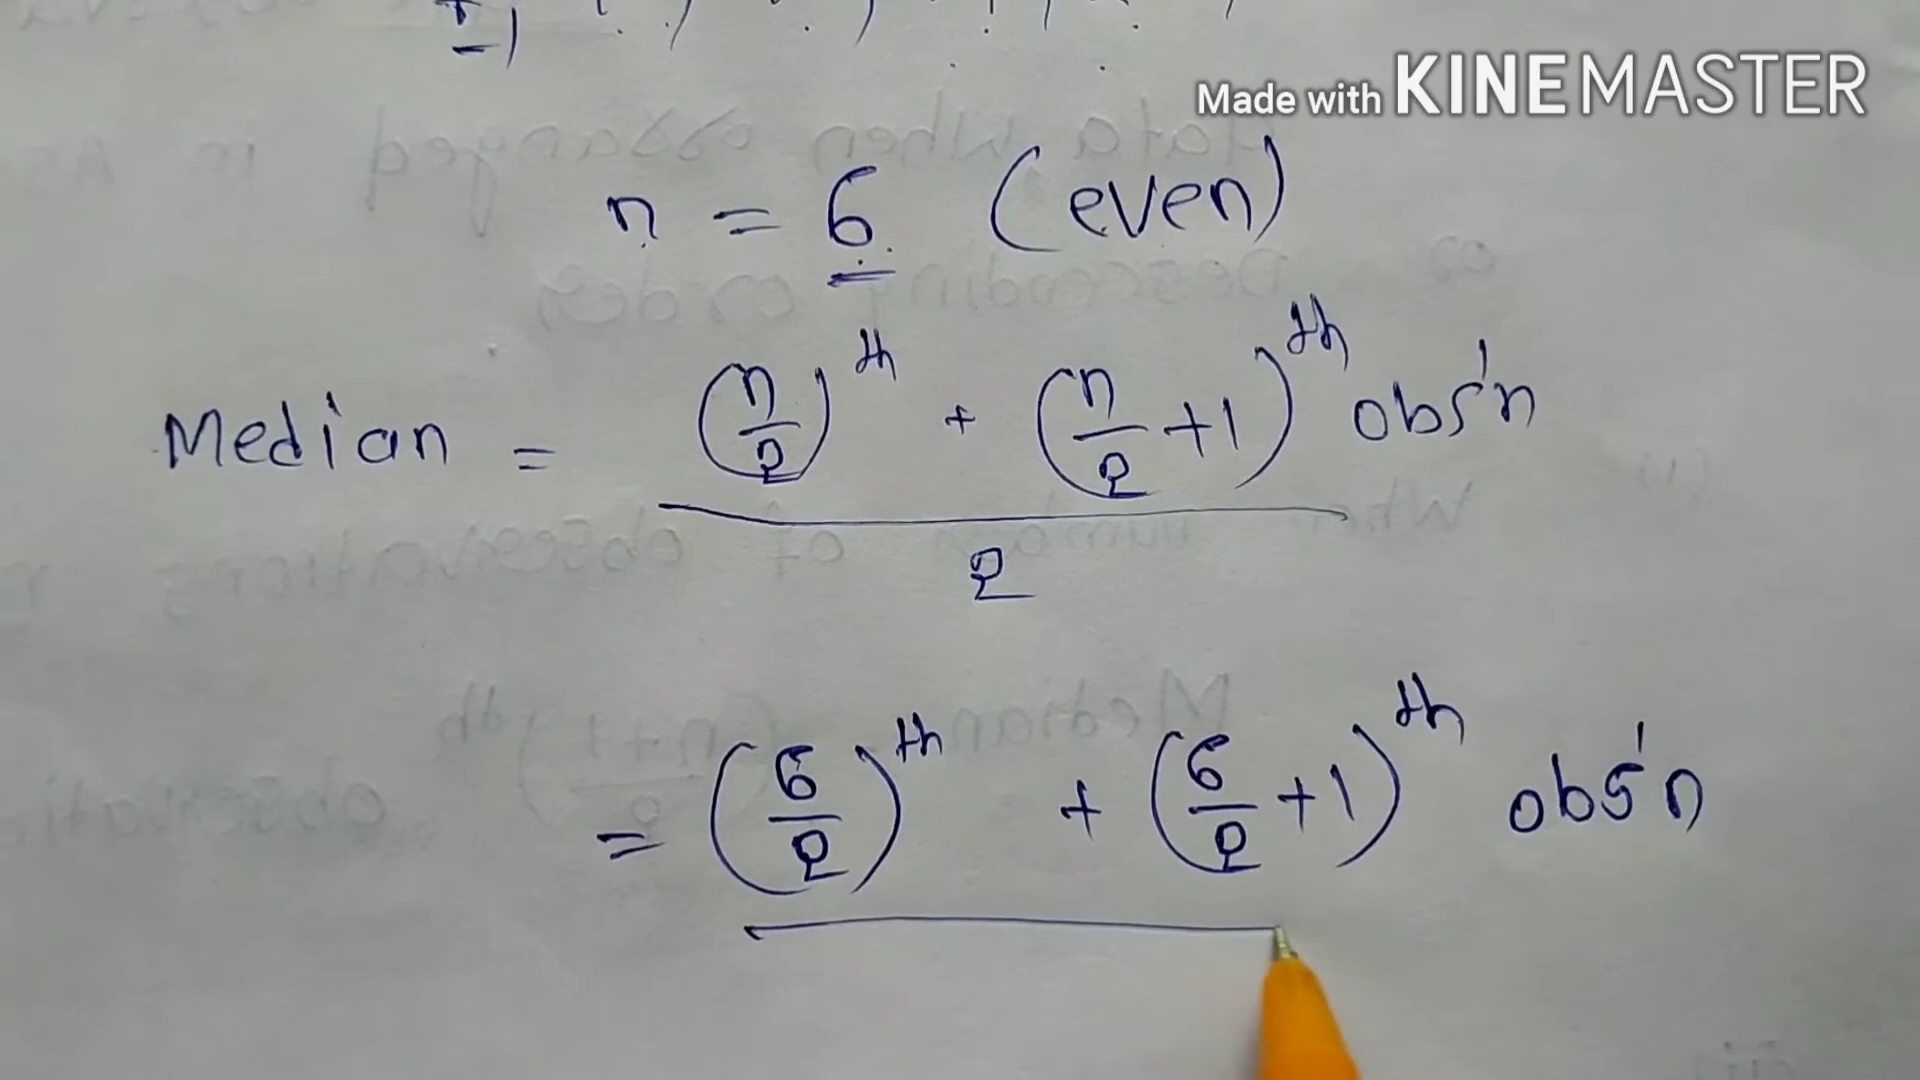 Made with KINEMASTER
n = 6 (even)
Median = (n/2)^th + (n/2 +1)^th obs'n
2
= (6/2)^th + (6/2 +1)^th obs'n